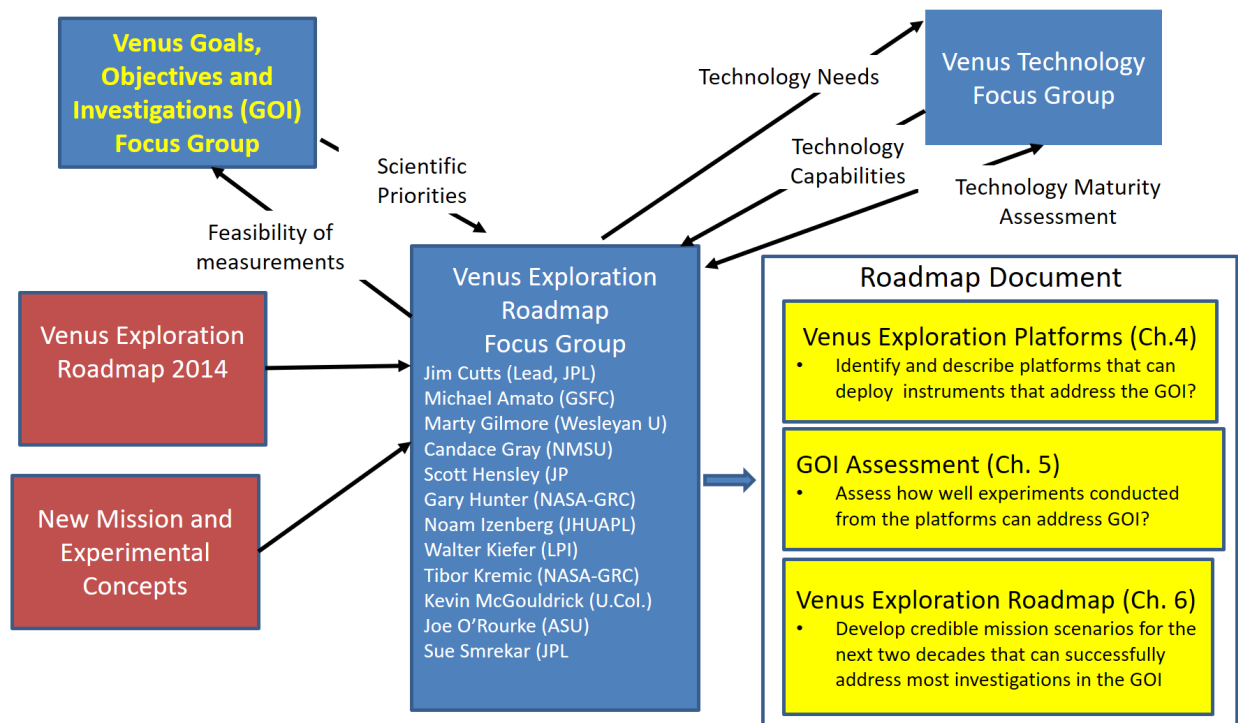 Venus Goals,
Objectives and
Investigations (GOI)
Focus Group
Technology Needs
Venus Technology
Focus Group
Scientific
Priorities
Technology
Capabilities
Technology Maturity
Assessment
Feasibility of
measurements
Venus Exploration
Roadmap 2014
New Mission and
Experimental
Concepts
Venus Exploration
Roadmap
Focus Group
Jim Cutts (Lead, JPL)
Michael Amato (GSFC)
Marty Gilmore (Wesleyan U)
Candace Gray (NMSU)
Scott Hensley (JP
Gary Hunter (NASA-GRC)
Noam Izenberg (JHUAPL)
Walter Kiefer (LPI)
Tibor Kremic (NASA-GRC)
Kevin McGouldrick (U.Col.)
Joe O’Rourke (ASU)
Sue Smrekar (JPL
Roadmap Document
Venus Exploration Platforms (Ch.4)
• Identify and describe platforms that can
deploy instruments that address the GOI?
GOI Assessment (Ch. 5)
• Assess how well experiments conducted
from the platforms can address GOI?
Venus Exploration Roadmap (Ch. 6)
• Develop credible mission scenarios for the
next two decades that can successfully
address most investigations in the GOI